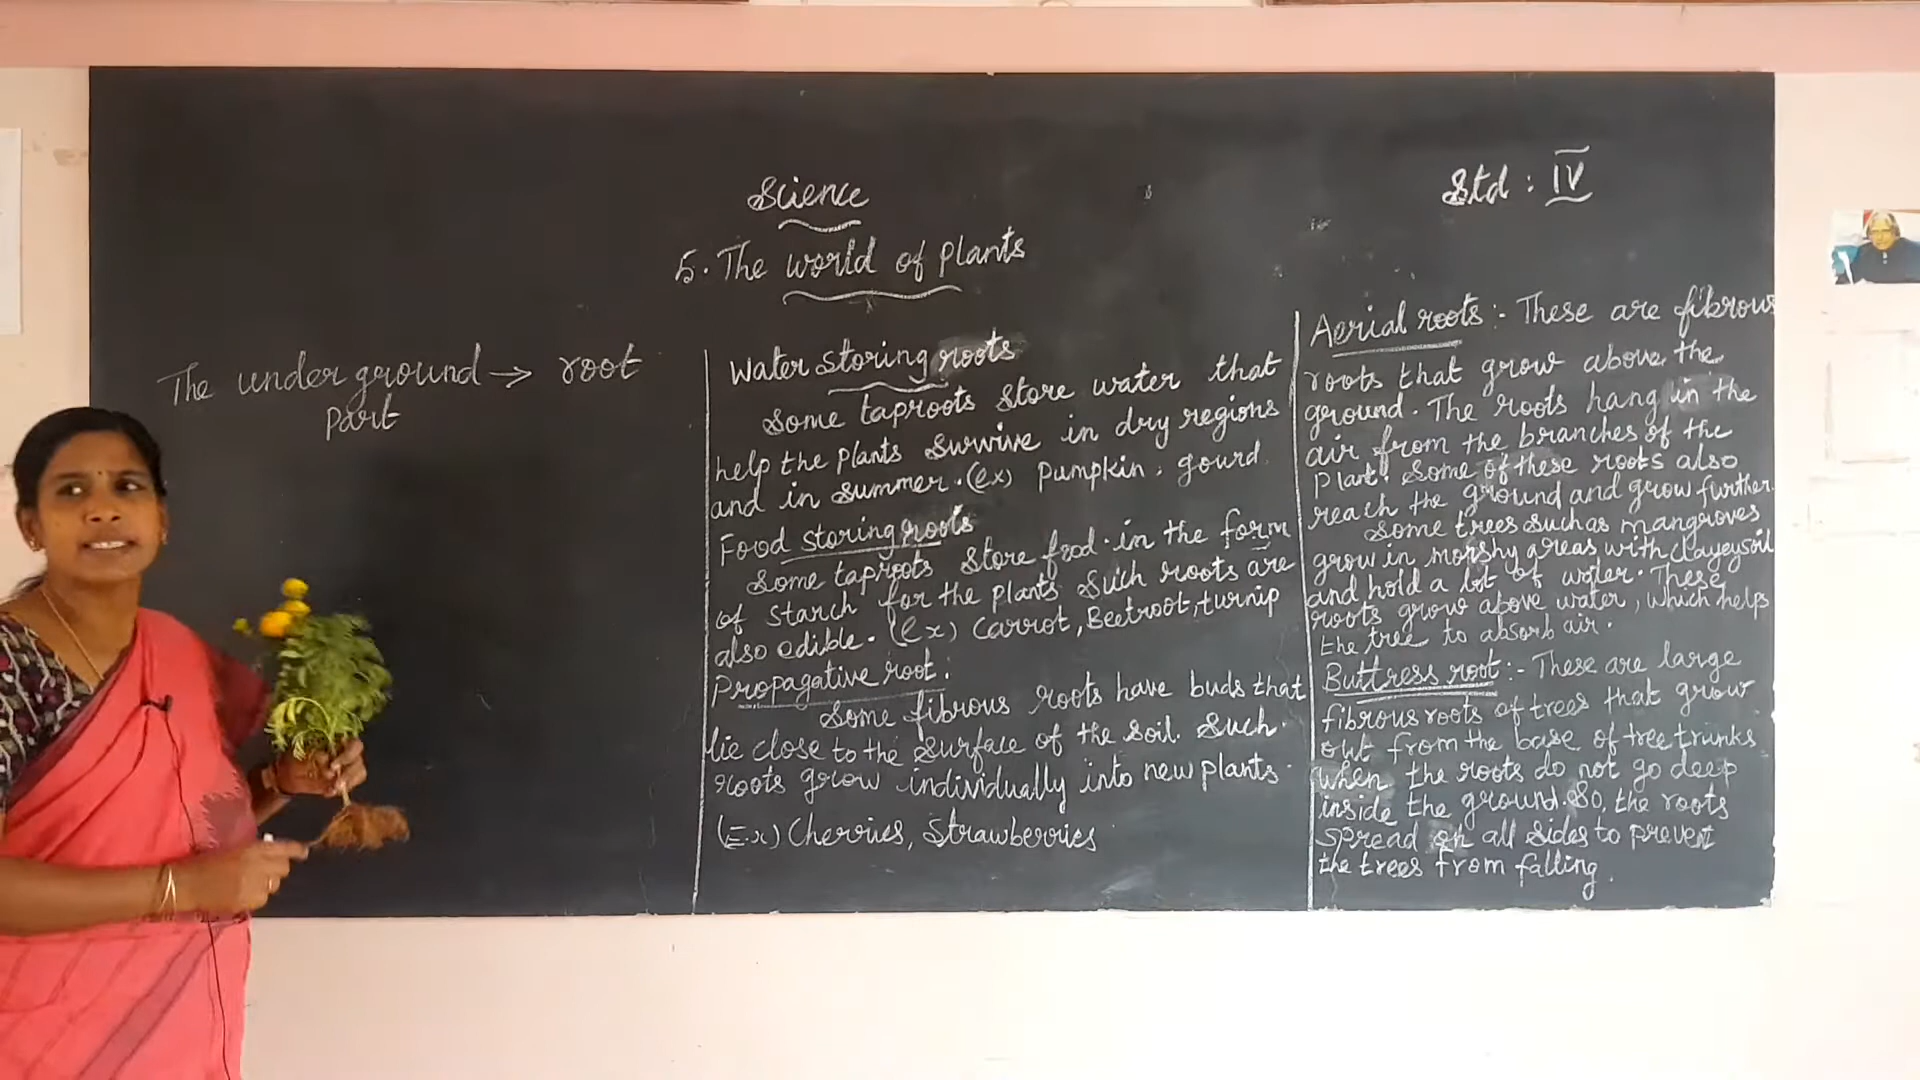 Science
Std : IV
5. The world of plants
The under ground → root
Part
Water storing roots
Some taproots store water that
help the plants survive in dry regions
and in summer. (ex) Pumpkin, gourd
Food storing roots
Some taproots store food in the form
of starch for the plants such roots are
also edible. (Ex) Carrot, Beetroot, turnip
Propagative root:
Some fibrous roots have buds that
lie close to the surface of the soil. Such
roots grow individually into new plants.
(Ex) Cherries, Strawberries
Aerial roots :- These are fibrous
roots that grow above the
ground. The roots hang in the
air from the branches of the
plant. Some of these roots also
reach the ground and grow further.
Some trees such as mangroves
grow in marshy areas with clayey soil
and hold a lot of water. These
roots grow above water, which helps
the tree to absorb air.
Buttress root :- These are large
fibrous roots of trees that grow
out from the base of tree trunks
when the roots do not go deep
inside the ground. So, the roots
spread on all sides to prevent
the trees from falling.